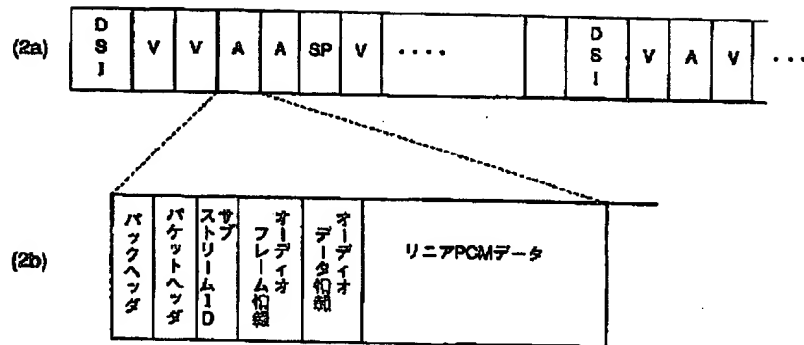 (2a)
DSI
V
V
A
A
SP
V
・・・・
DSI
V
A
V
・・・
(2b)
パックヘッダ
パケットヘッダ
サブ
ストリームID
オーディオ
フレーム情報
オーディオ
データ情報
リニアPCMデータ